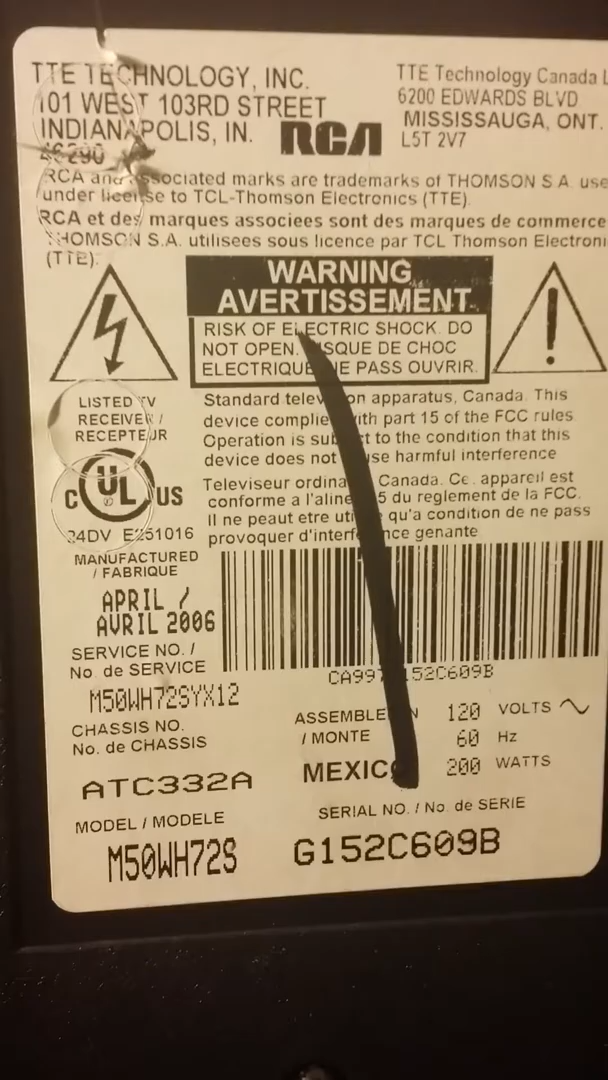 TTE TECHNOLOGY, INC.
101 WEST 103RD STREET
INDIANAPOLIS, IN.
46290
RCA
TTE Technology Canada L
6200 EDWARDS BLVD
MISSISSAUGA, ONT.
L5T 2V7
RCA and associated marks are trademarks of THOMSON S.A. use
under license to TCL-Thomson Electronics (TTE).
RCA et des marques associees sont des marques de commerce
THOMSON S.A. utilisees sous licence par TCL Thomson Electroni
(TTE).
WARNING
AVERTISSEMENT
RISK OF ELECTRIC SHOCK. DO
NOT OPEN. RISQUE DE CHOC
ELECTRIQUE NE PAS OUVRIR.
LISTED TV
RECEIVER /
RECEPTEUR
C UL US
24DV E251016
Standard television apparatus, Canada. This
device complies with part 15 of the FCC rules
Operation is subject to the condition that this
device does not cause harmful interference
Televiseur ordina Canada. Ce. appareil est
conforme a l'aline 15 du reglement de la FCC.
Il ne peaut etre utilise qu'a condition de ne pass
provoquer d'interference genante
MANUFACTURED
/ FABRIQUE
APRIL /
AVRIL 2006
CA997 152C609B
SERVICE NO. /
No. de SERVICE
M50WH72SYX12
CHASSIS NO.
No. de CHASSIS
ATC332A
ASSEMBLED IN
/ MONTE
MEXICO
120 VOLTS
60 Hz
200 WATTS
MODEL / MODELE
M50WH72S
SERIAL NO. / No. de SERIE
G152C609B